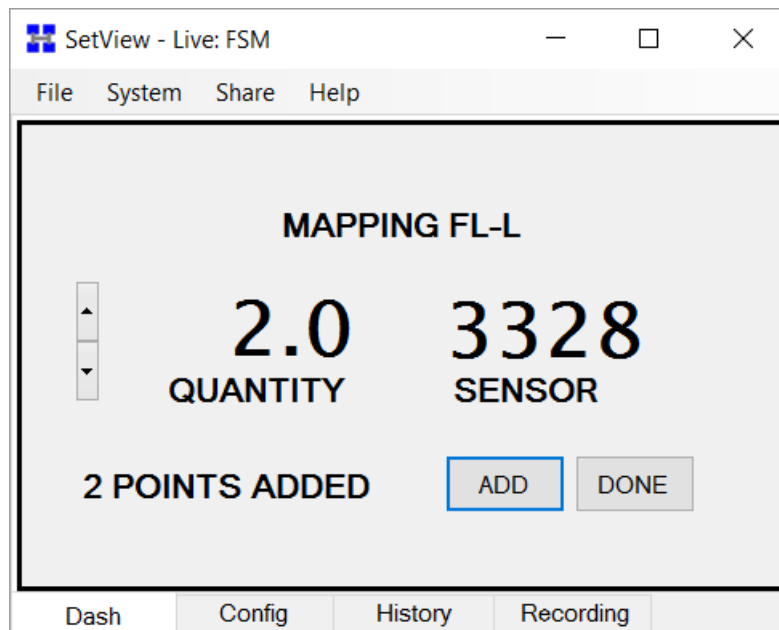 SetView - Live: FSM
File System Share Help
MAPPING FL-L
2.0 3328
QUANTITY SENSOR
2 POINTS ADDED ADD DONE
Dash Config History Recording